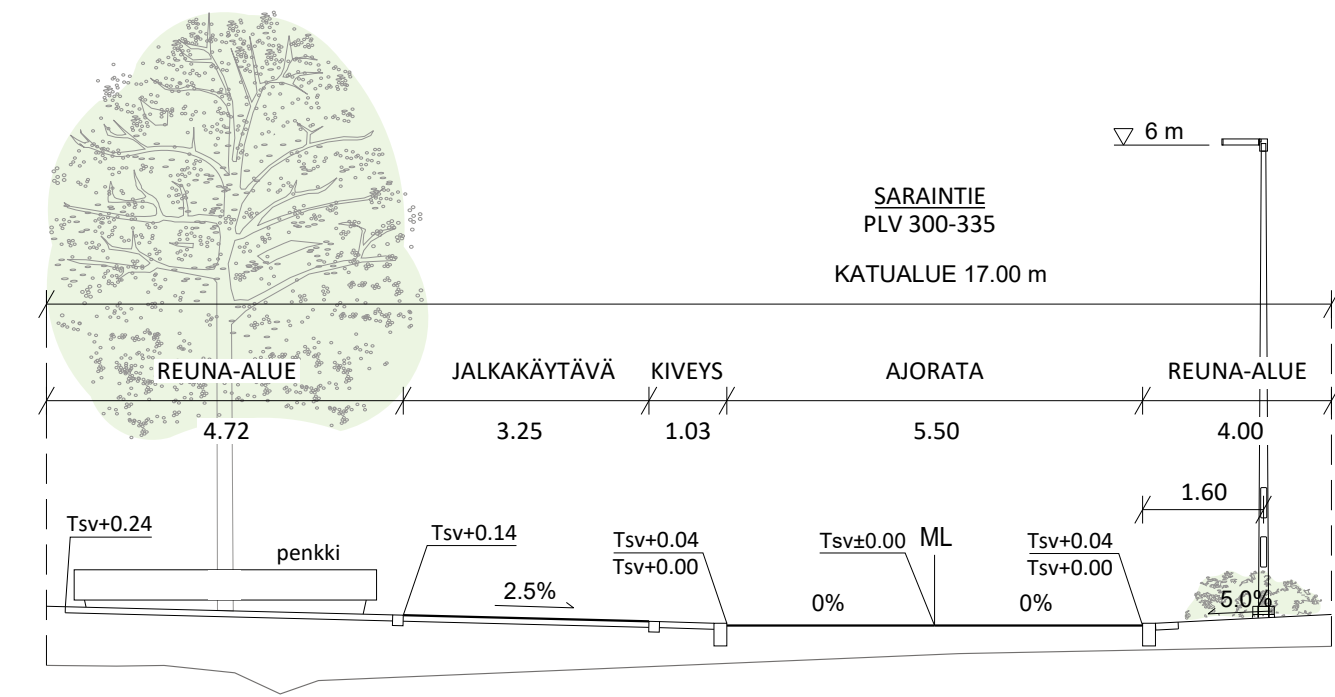 6 m
SARAINTIE
PLV 300-335
KATUALUE 17.00 m
REUNA-ALUE JALKAKÄYTÄVÄ KIVEYS AJORATA REUNA-ALUE
4.72 3.25 1.03 5.50 4.00
1.60
Tsv+0.24 Tsv+0.14 Tsv+0.04 Tsv±0.00 ML Tsv+0.04
penkki Tsv+0.00 Tsv+0.00
2.5% 0% 0% 5.0%